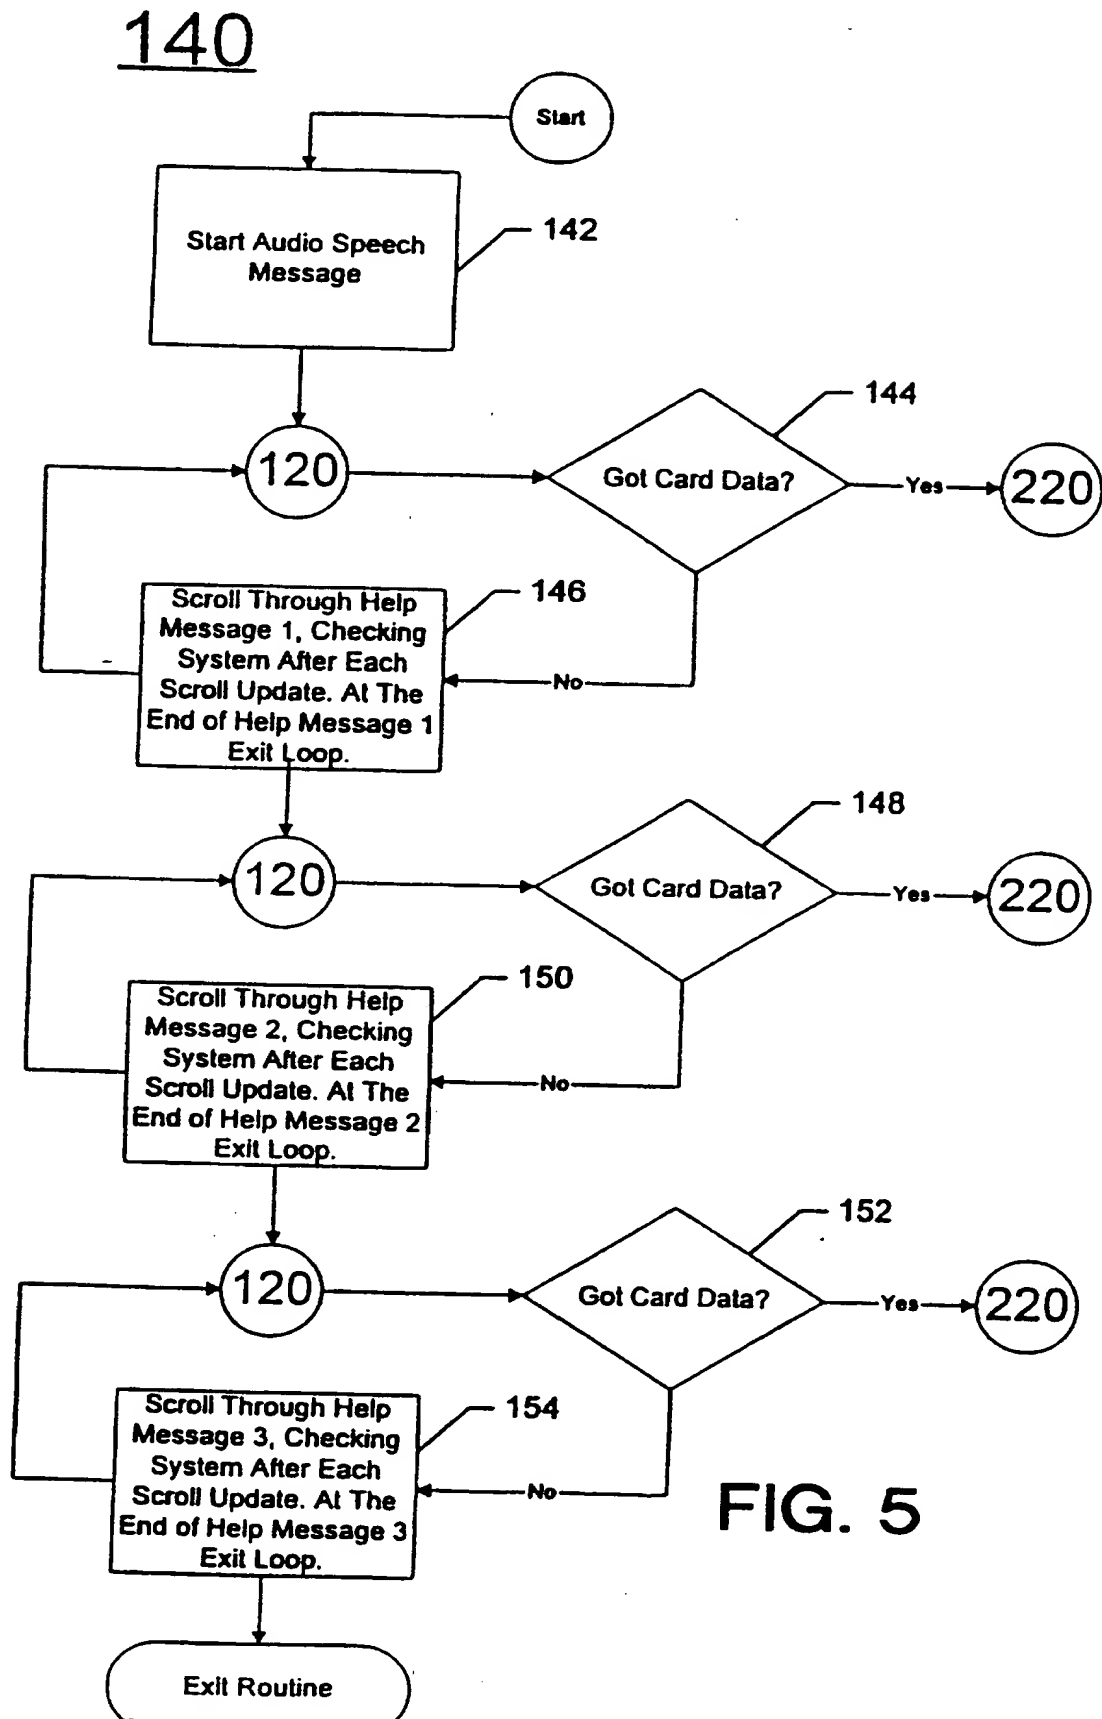 140
Start
Start Audio Speech
Message
142
120
Got Card Data?
144
Yes
220
Scroll Through Help
Message 1, Checking
System After Each
Scroll Update. At The
End of Help Message 1
Exit Loop.
146
No
120
Got Card Data?
148
Yes
220
Scroll Through Help
Message 2, Checking
System After Each
Scroll Update. At The
End of Help Message 2
Exit Loop.
150
No
120
Got Card Data?
152
Yes
220
Scroll Through Help
Message 3, Checking
System After Each
Scroll Update. At The
End of Help Message 3
Exit Loop.
154
No
FIG. 5
Exit Routine